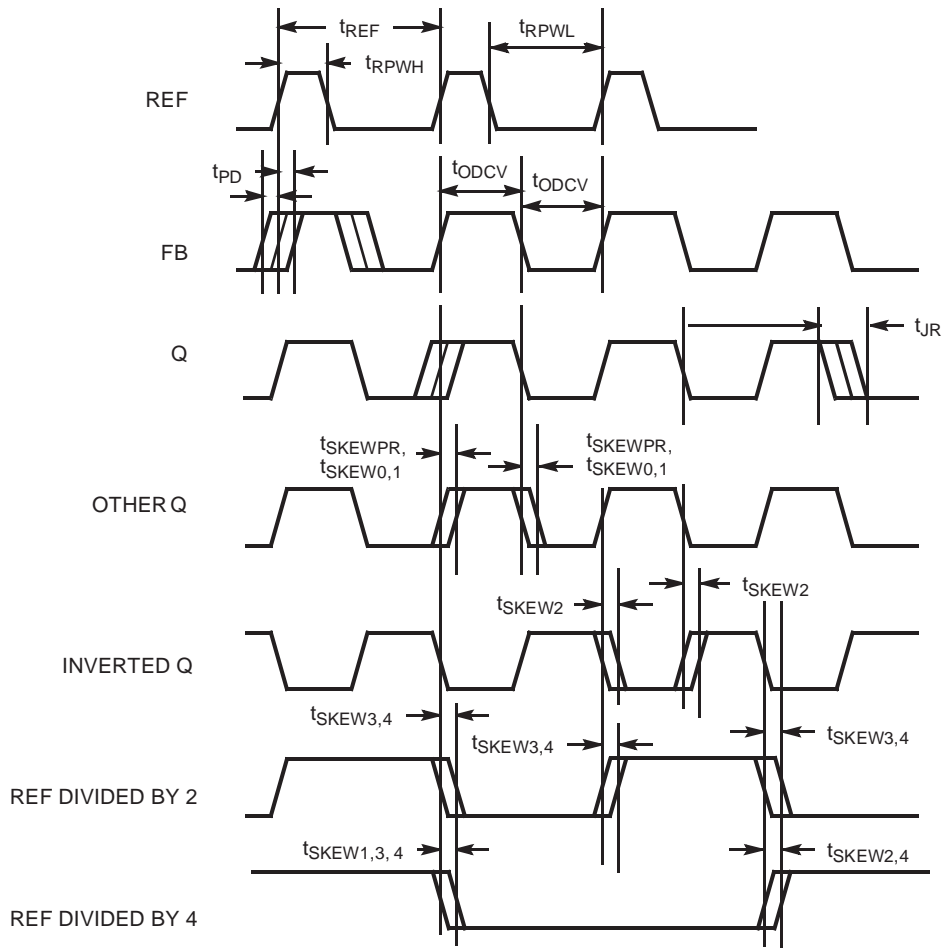 tREF
tRPWL
tRPWH
REF
tPD
tODCV
tODCV
FB
tJR
Q
tSKEWPR,
tSKEW0,1
tSKEWPR,
tSKEW0,1
OTHER Q
tSKEW2
tSKEW2
INVERTED Q
tSKEW3,4
tSKEW3,4
tSKEW3,4
REF DIVIDED BY 2
tSKEW1,3, 4
tSKEW2,4
REF DIVIDED BY 4